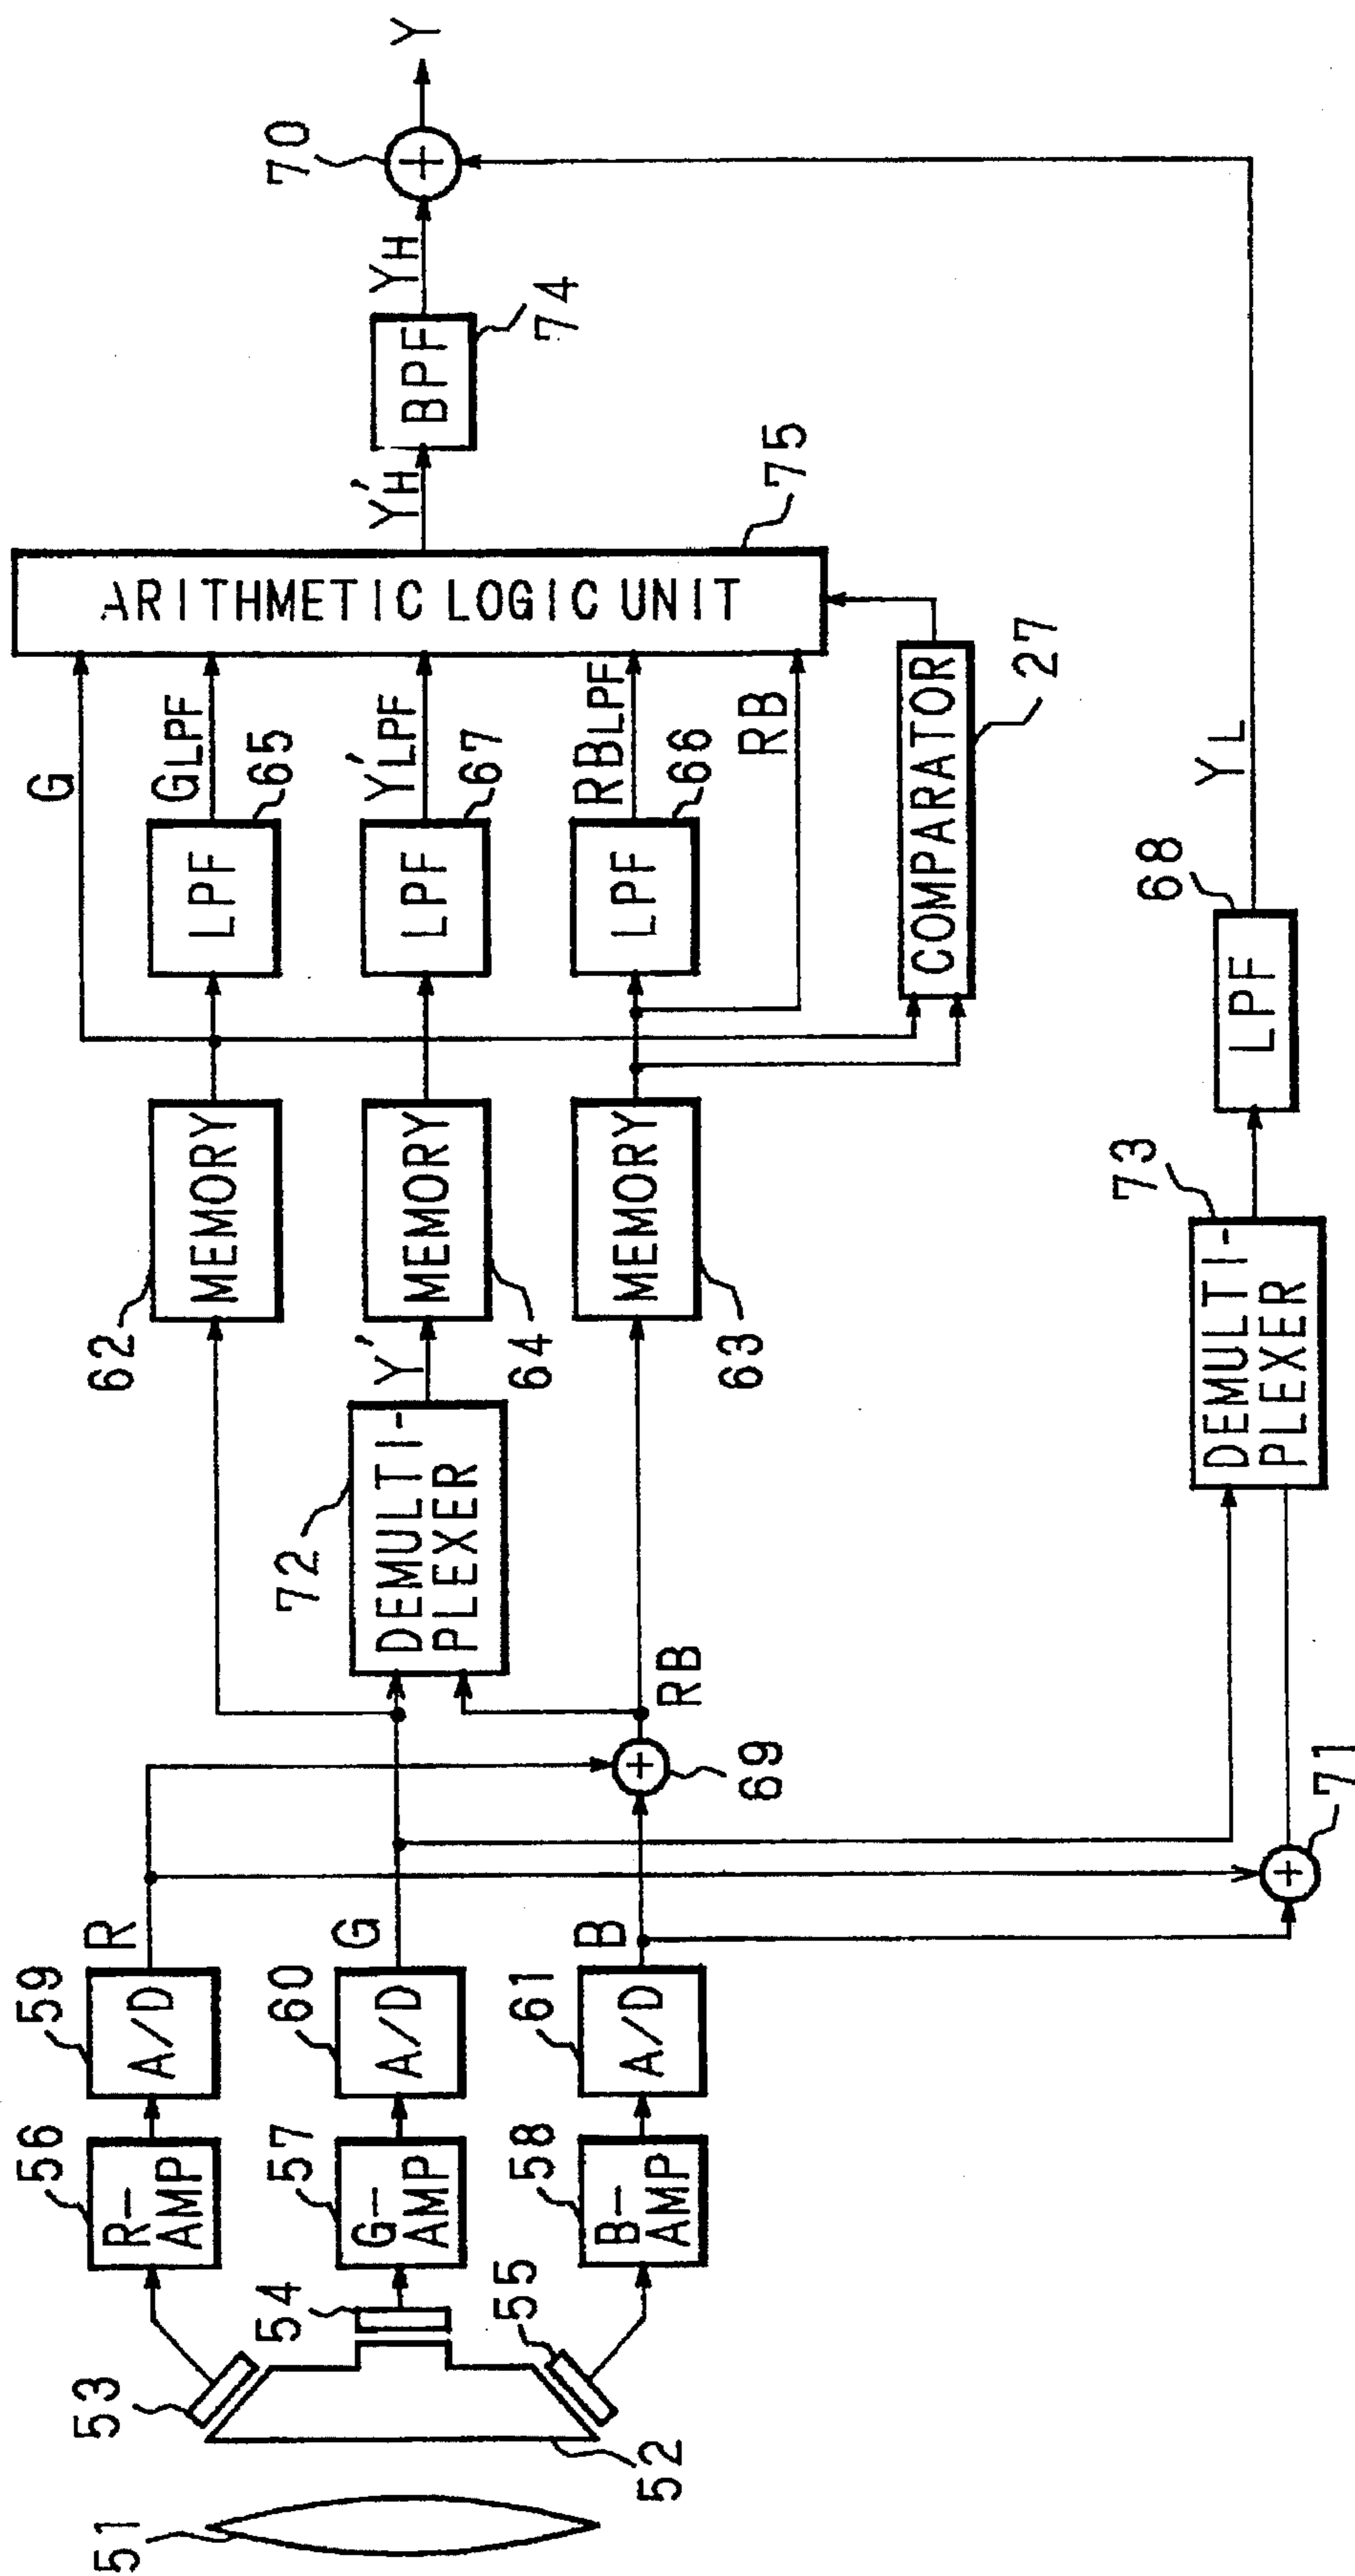 51
52
53
54
55
56
R-
AMP
57
G-
AMP
58
B-
AMP
59
A/D
R
60
A/D
G
61
A/D
B
69
RB
71
72
DEMULTI-
PLEXER
Y'
62
MEMORY
64
MEMORY
63
MEMORY
73
DEMULTI-
PLEXER
G
LPF
65
GLPF
LPF
67
Y'LPF
LPF
66
RBLPF
RB
COMPARATOR
27
68
LPF
YL
ARITHMETIC LOGIC UNIT
75
Y'H
BPF
74
YH
70
Y